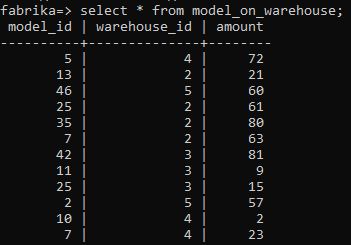 fabrika=> select * from model_on_warehouse;
 model_id | warehouse_id | amount
----------+--------------+--------
        5 |            4 |     72
       13 |            2 |     21
       46 |            5 |     60
       25 |            2 |     61
       35 |            2 |     80
        7 |            2 |     63
       42 |            3 |     81
       11 |            3 |      9
       25 |            3 |     15
        2 |            5 |     57
       10 |            4 |      2
        7 |            4 |     23